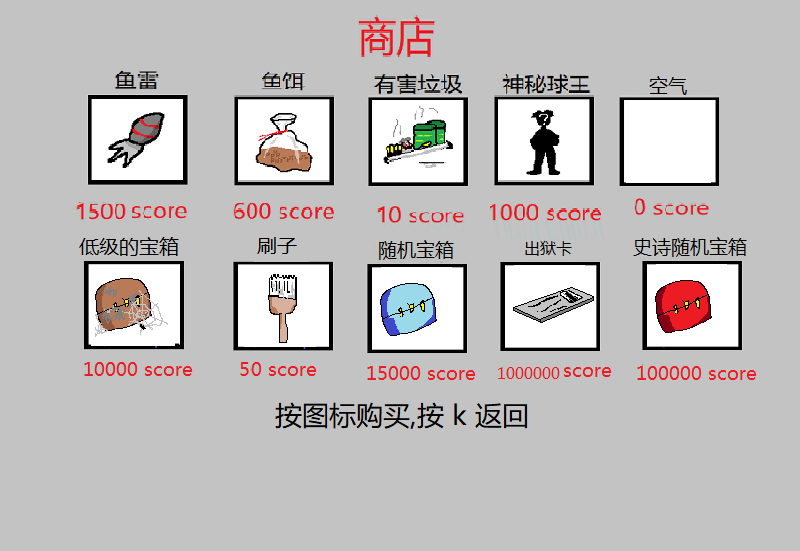 商店
鱼雷 鱼饵 有害垃圾 神秘球王 空气
1500 score 600 score 10 score 1000 score 0 score
低级的宝箱 刷子 随机宝箱 出狱卡 史诗随机宝箱
10000 score 50 score 15000 score 1000000 score 100000 score
按图标购买,按 k 返回